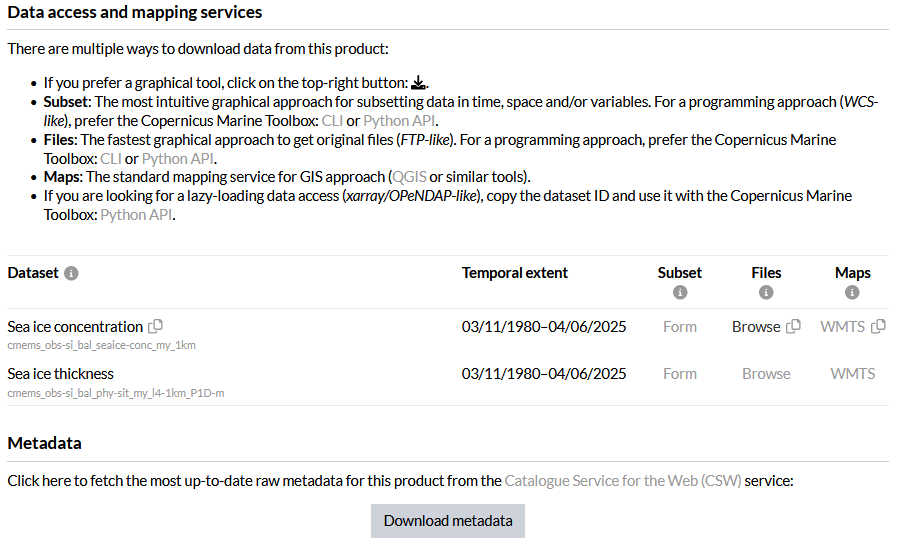 Data access and mapping services
There are multiple ways to download data from this product:
• If you prefer a graphical tool, click on the top-right button: .
• Subset: The most intuitive graphical approach for subsetting data in time, space and/or variables. For a programming approach (WCS-
like), prefer the Copernicus Marine Toolbox: CLI or Python API.
• Files: The fastest graphical approach to get original files (FTP-like). For a programming approach, prefer the Copernicus Marine
Toolbox: CLI or Python API.
• Maps: The standard mapping service for GIS approach (QGIS or similar tools).
• If you are looking for a lazy-loading data access (xarray/OPeNDAP-like), copy the dataset ID and use it with the Copernicus Marine
Toolbox: Python API.
Dataset Temporal extent Subset Files Maps
Sea ice concentration 03/11/1980–04/06/2025 Form Browse WMTS
cmems_obs-si_bal_seaice-conc_my_1km
Sea ice thickness 03/11/1980–04/06/2025 Form Browse WMTS
cmems_obs-si_bal_phy-sit_my_l4-1km_P1D-m
Metadata
Click here to fetch the most up-to-date raw metadata for this product from the Catalogue Service for the Web (CSW) service:
Download metadata